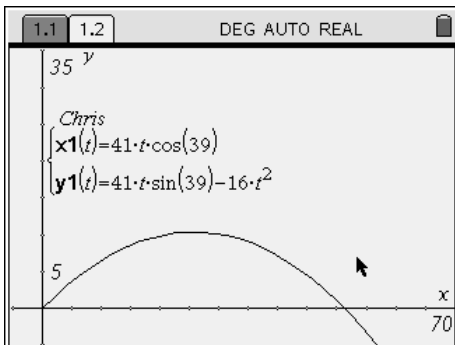 1.1 1.2 DEG AUTO REAL
35 y
Chris
x1(t)=41·t·cos(39)
y1(t)=41·t·sin(39)−16·t²
5
x
70